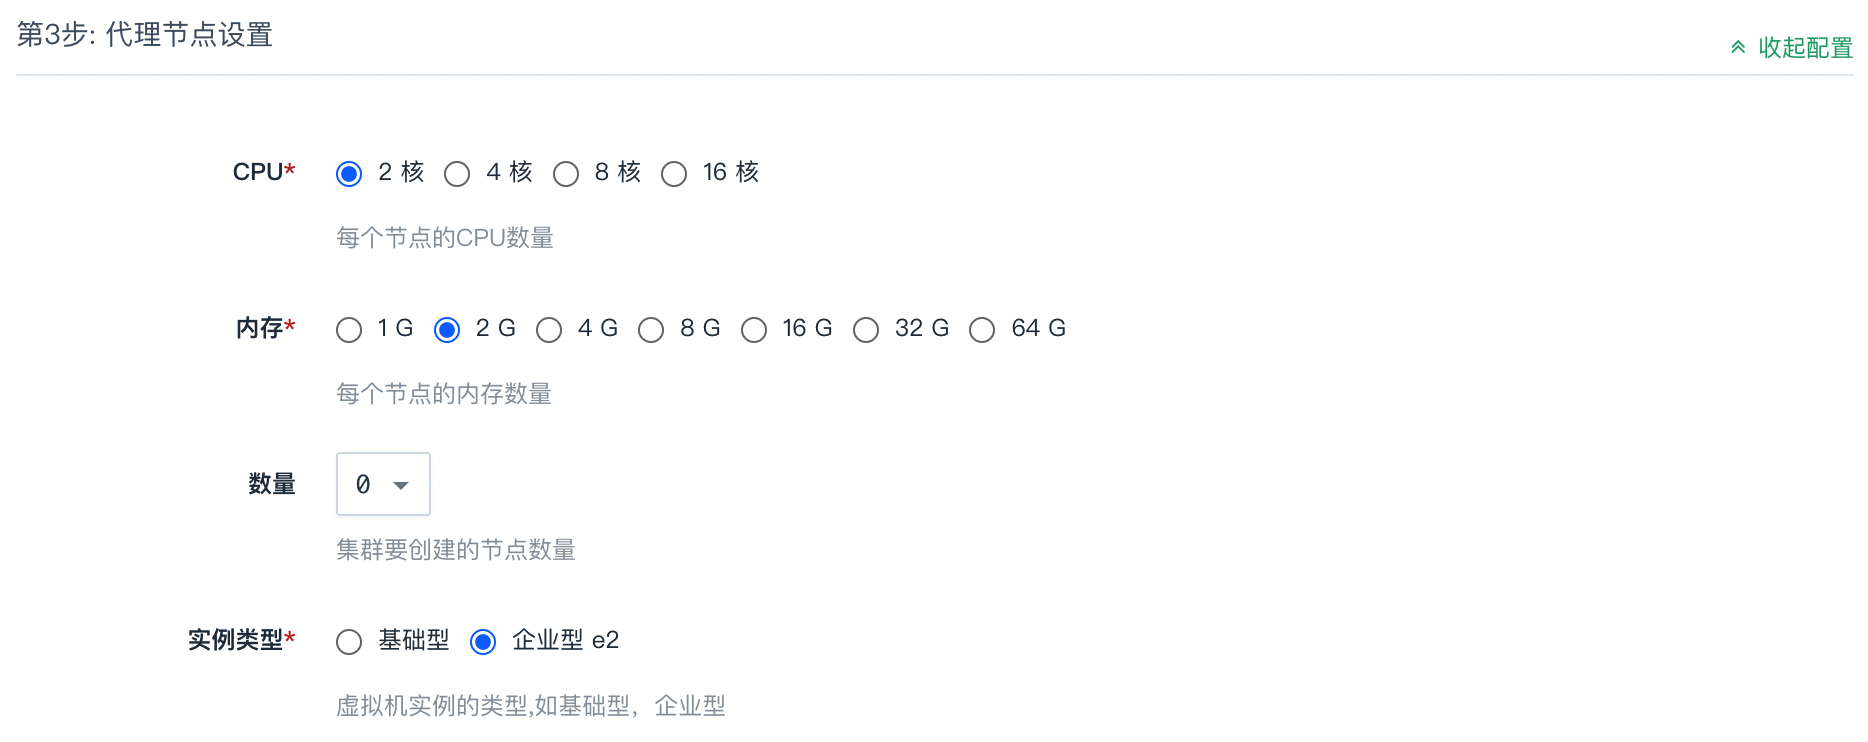 第3步: 代理节点设置
收起配置
CPU* 2 核 4 核 8 核 16 核
每个节点的CPU数量
内存* 1 G 2 G 4 G 8 G 16 G 32 G 64 G
每个节点的内存数量
数量 0
集群要创建的节点数量
实例类型* 基础型 企业型 e2
虚拟机实例的类型,如基础型，企业型